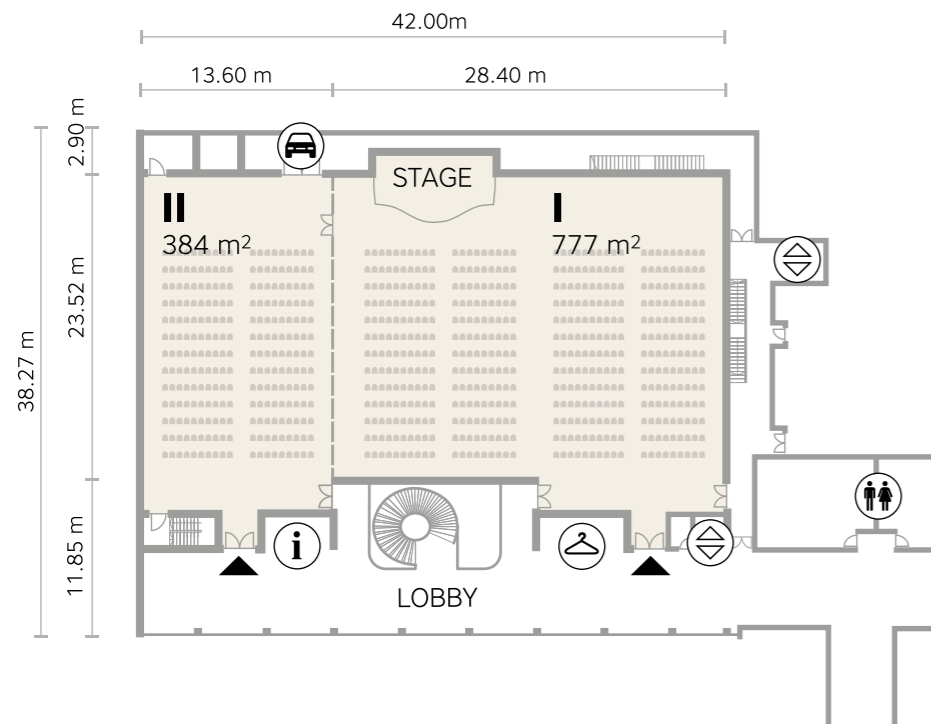 42.00m
13.60 m
28.40 m
2.90 m
STAGE
II
I
384 m²
777 m²
23.52 m
38.27 m
11.85 m
i
LOBBY